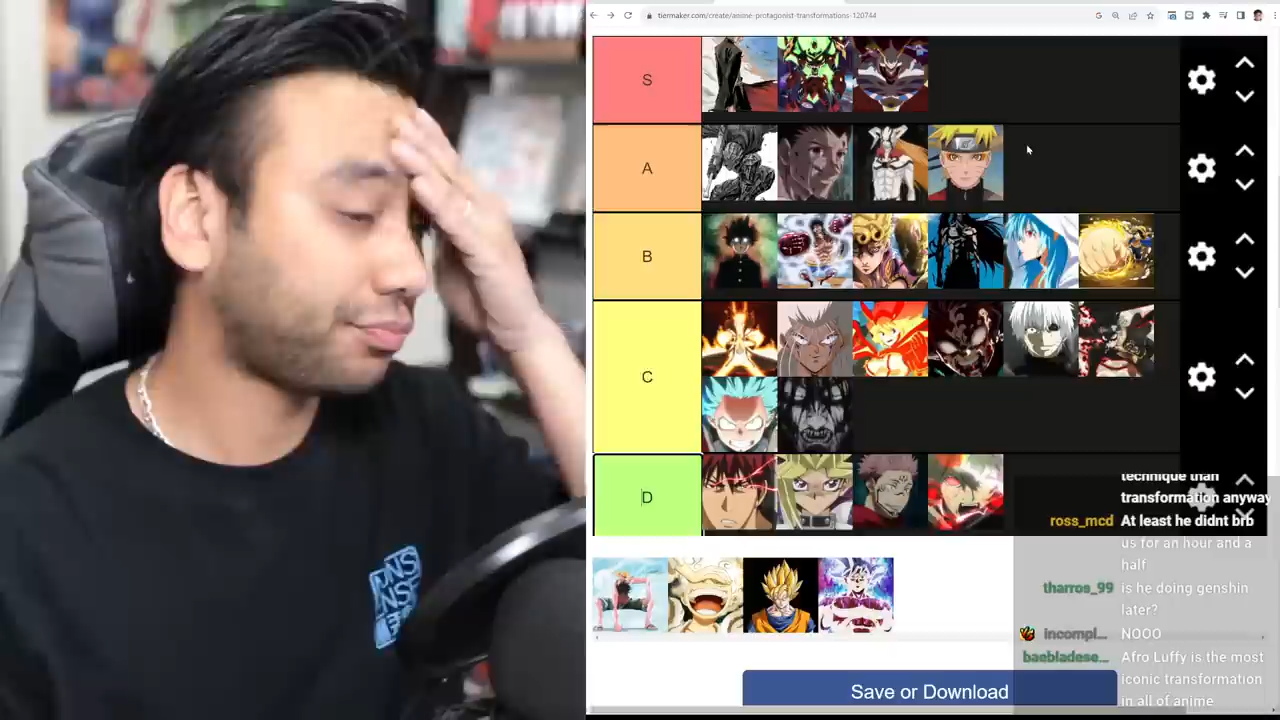 tiermaker.com/create/anime-protagonist-transformations-120744
S
A
B
C
D
technique than
transformation anyway
ross_mcd At least he didnt brb
us for an hour and a
half
tharros_99 is he doing genshin
later?
incompl... NOOO
baebladese... Afro Luffy is the most
iconic transformation
in all of anime
Save or Download